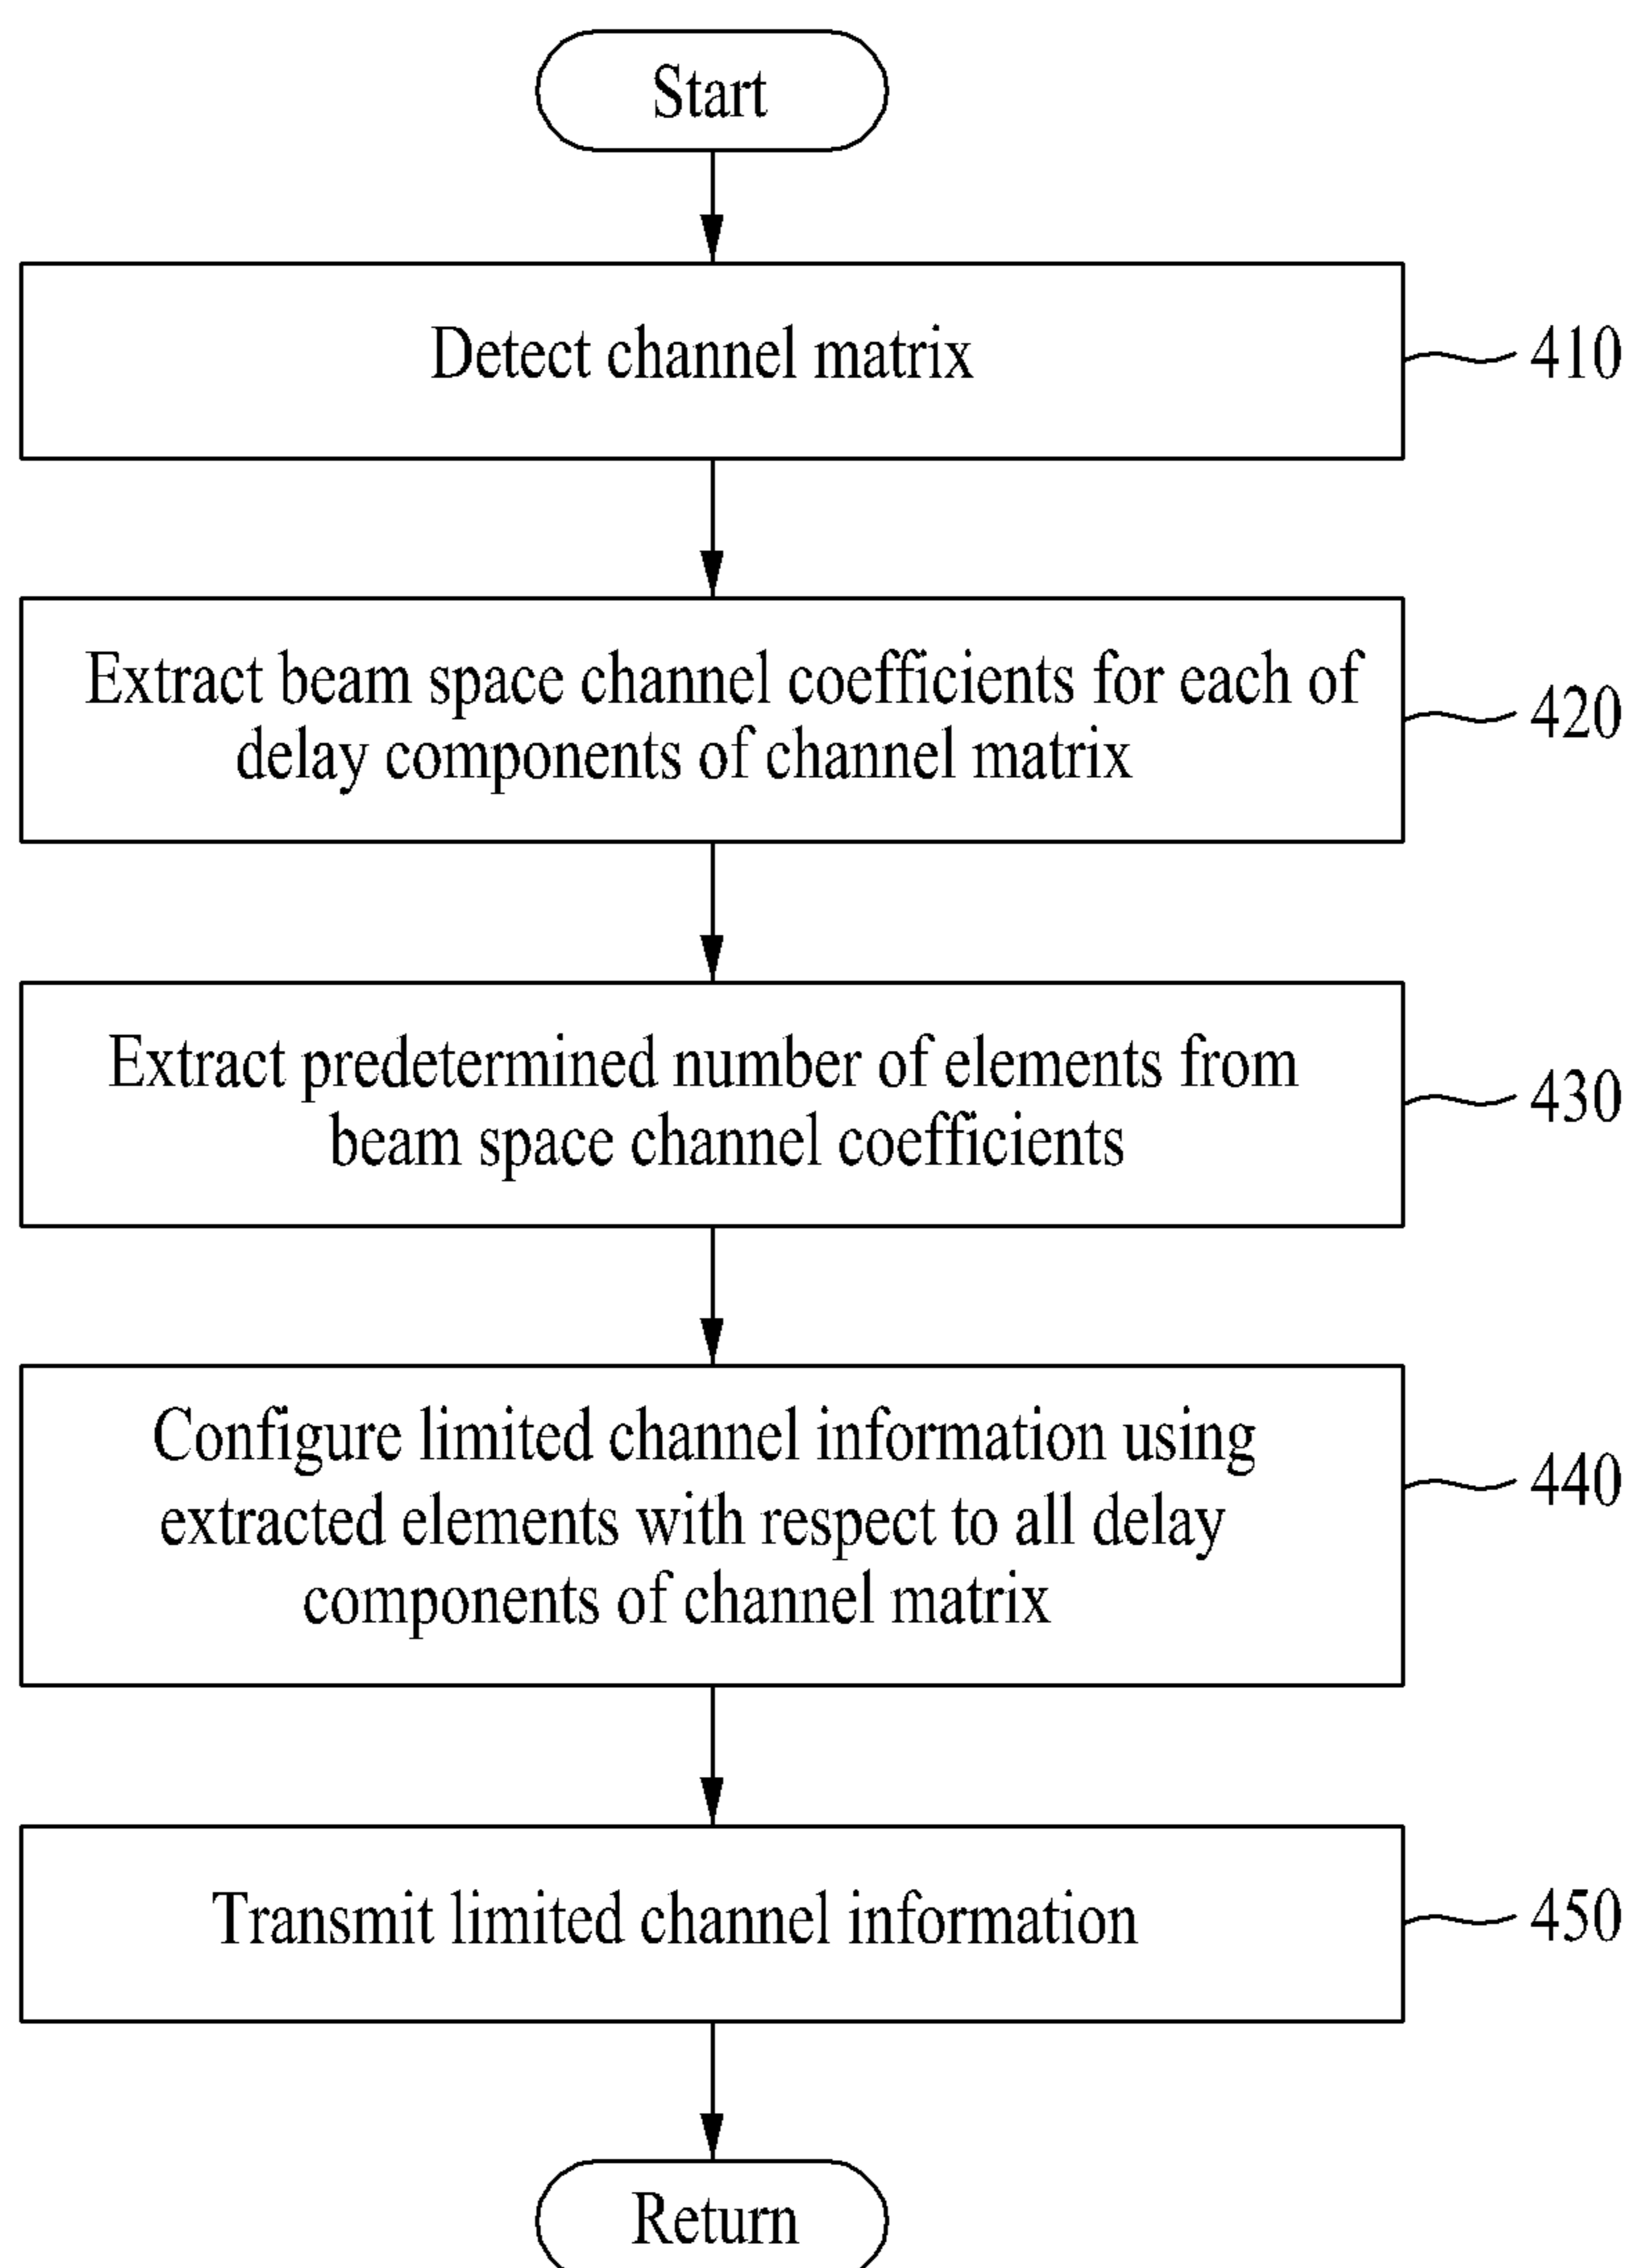 Start
Detect channel matrix
410
Extract beam space channel coefficients for each of
delay components of channel matrix
420
Extract predetermined number of elements from
beam space channel coefficients
430
Configure limited channel information using
extracted elements with respect to all delay
components of channel matrix
440
Transmit limited channel information
450
Return